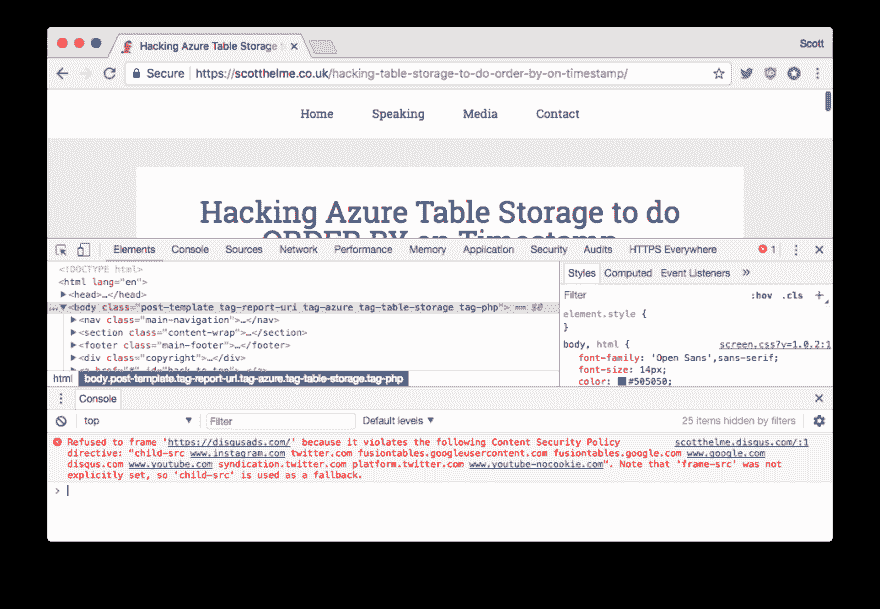 Hacking Azure Table Storage t
Scott
Secure https://scotthelme.co.uk/hacking-table-storage-to-do-order-by-on-timestamp/
Home Speaking Media Contact
Hacking Azure Table Storage to do
ORDER BY on Timestamp
Elements Console Sources Network Performance Memory Application Security Audits HTTPS Everywhere 1
<!DOCTYPE html>
<html lang="en">
<head>…</head>
<body class="post-template tag-report-uri tag-azure tag-table-storage tag-php"> == $0
<nav class="main-navigation">…</nav>
<section class="content-wrap">…</section>
<footer class="main-footer">…</footer>
<div class="copyright">…</div>
<a href="#" id="back-to-top">…</a>
html body.post-template.tag-report-uri.tag-azure.tag-table-storage.tag-php
Styles Computed Event Listeners »
Filter :hov .cls +
element.style {
}
body, html { screen.css?v=1.0.2:1
font-family: 'Open Sans',sans-serif;
font-size: 14px;
color: #505050;
Console
top Filter Default levels 25 items hidden by filters
Refused to frame 'https://disqusads.com/' because it violates the following Content Security Policy scotthelme.disqus.com/:1
directive: "child-src www.instagram.com twitter.com fusiontables.googleusercontent.com fusiontables.google.com www.google.com
disqus.com www.youtube.com syndication.twitter.com platform.twitter.com www.youtube-nocookie.com". Note that 'frame-src' was not
explicitly set, so 'child-src' is used as a fallback.